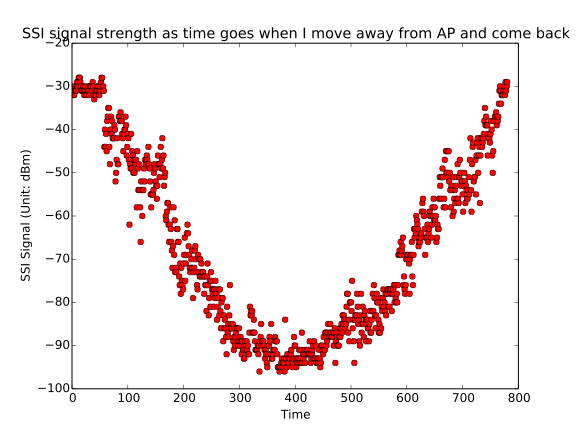 SSI signal strength as time goes when I move away from AP and come back
−20
−30
−40
−50
−60
−70
−80
−90
−100
SSI Signal (Unit: dBm)
0 100 200 300 400 500 600 700 800
Time